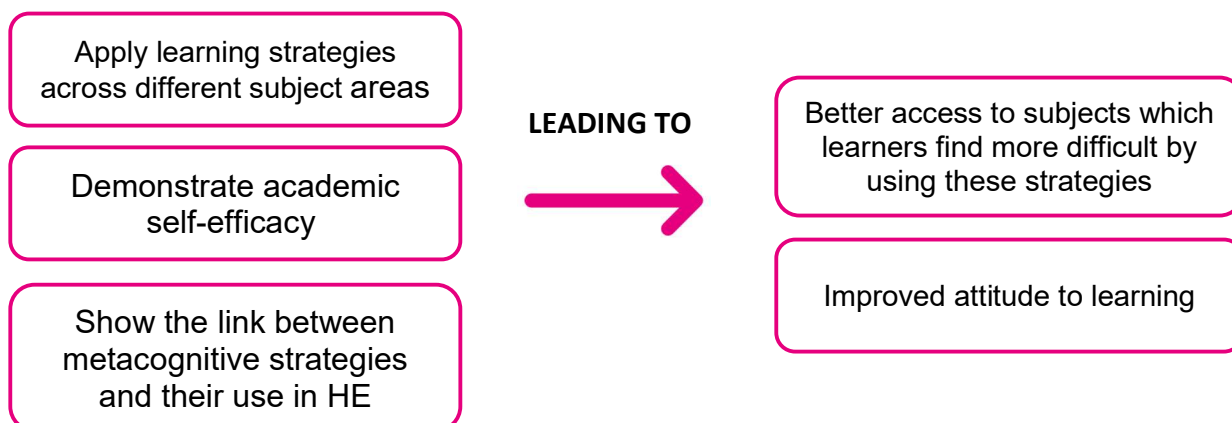 Apply learning strategies
across different subject areas
Demonstrate academic
self-efficacy
Show the link between
metacognitive strategies
and their use in HE
LEADING TO
Better access to subjects which
learners find more difficult by
using these strategies
Improved attitude to learning